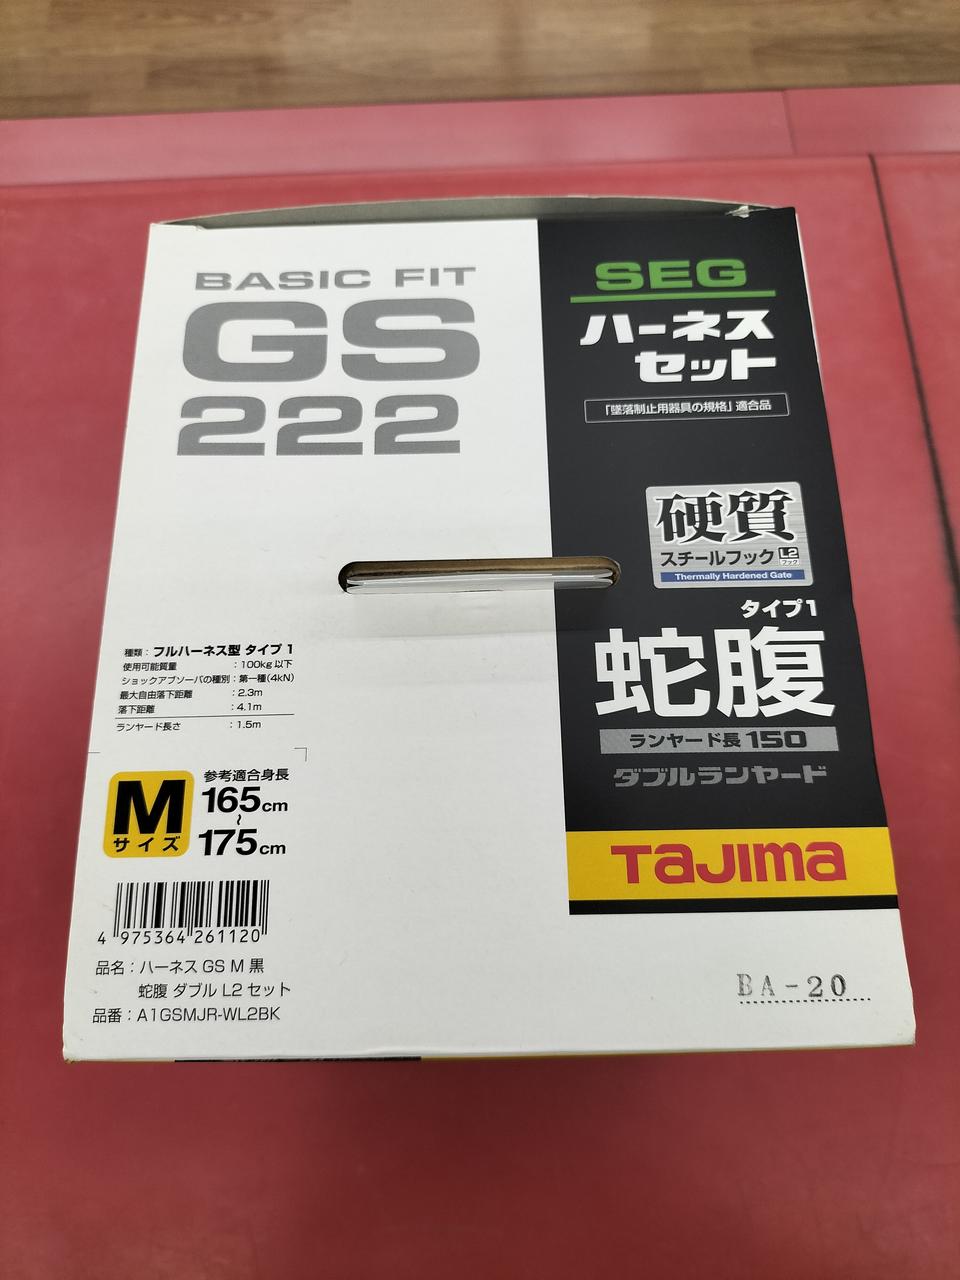 BASIC FIT
GS
222
SEG
ハーネス
セット
「墜落制止用器具の規格」適合品
硬質
スチールフック L2 フック
Thermally Hardened Gate
タイプ1
蛇腹
ランヤード長 150
ダブルランヤード
TAJIMA
種類：フルハーネス型 タイプ 1
使用可能質量 ：100kg 以下
ショックアブソーバの種別：第一種(4kN)
最大自由落下距離 ：2.3m
落下距離 ：4.1m
ランヤード長さ ：1.5m
M
サイズ
参考適合身長
165cm
～
175cm
4 975364 261120
品名：ハーネス GS M 黒
蛇腹 ダブル L2 セット
品番：A1GSMJR-WL2BK
BA-20